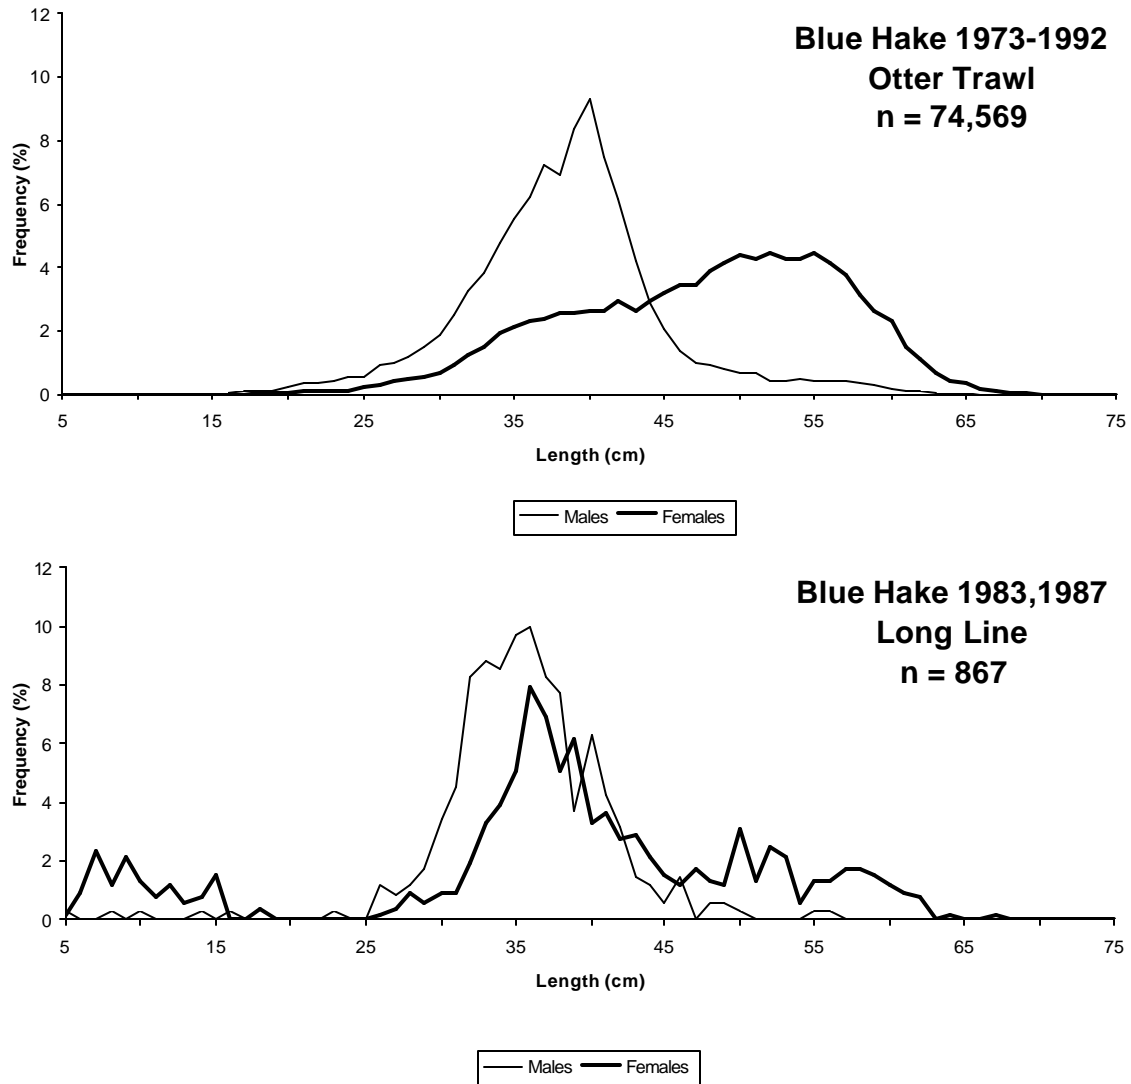 Blue Hake 1973-1992
Otter Trawl
n = 74,569
Frequency (%)
12
10
8
6
4
2
0
5 15 25 35 45 55 65 75
Length (cm)
Males Females
Blue Hake 1983,1987
Long Line
n = 867
Frequency (%)
12
10
8
6
4
2
0
5 15 25 35 45 55 65 75
Length (cm)
Males Females